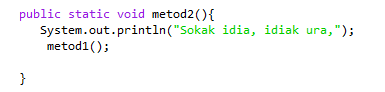 public static void metod2(){
System.out.println("Sokak idia, idiak ura,");
metod1();
}